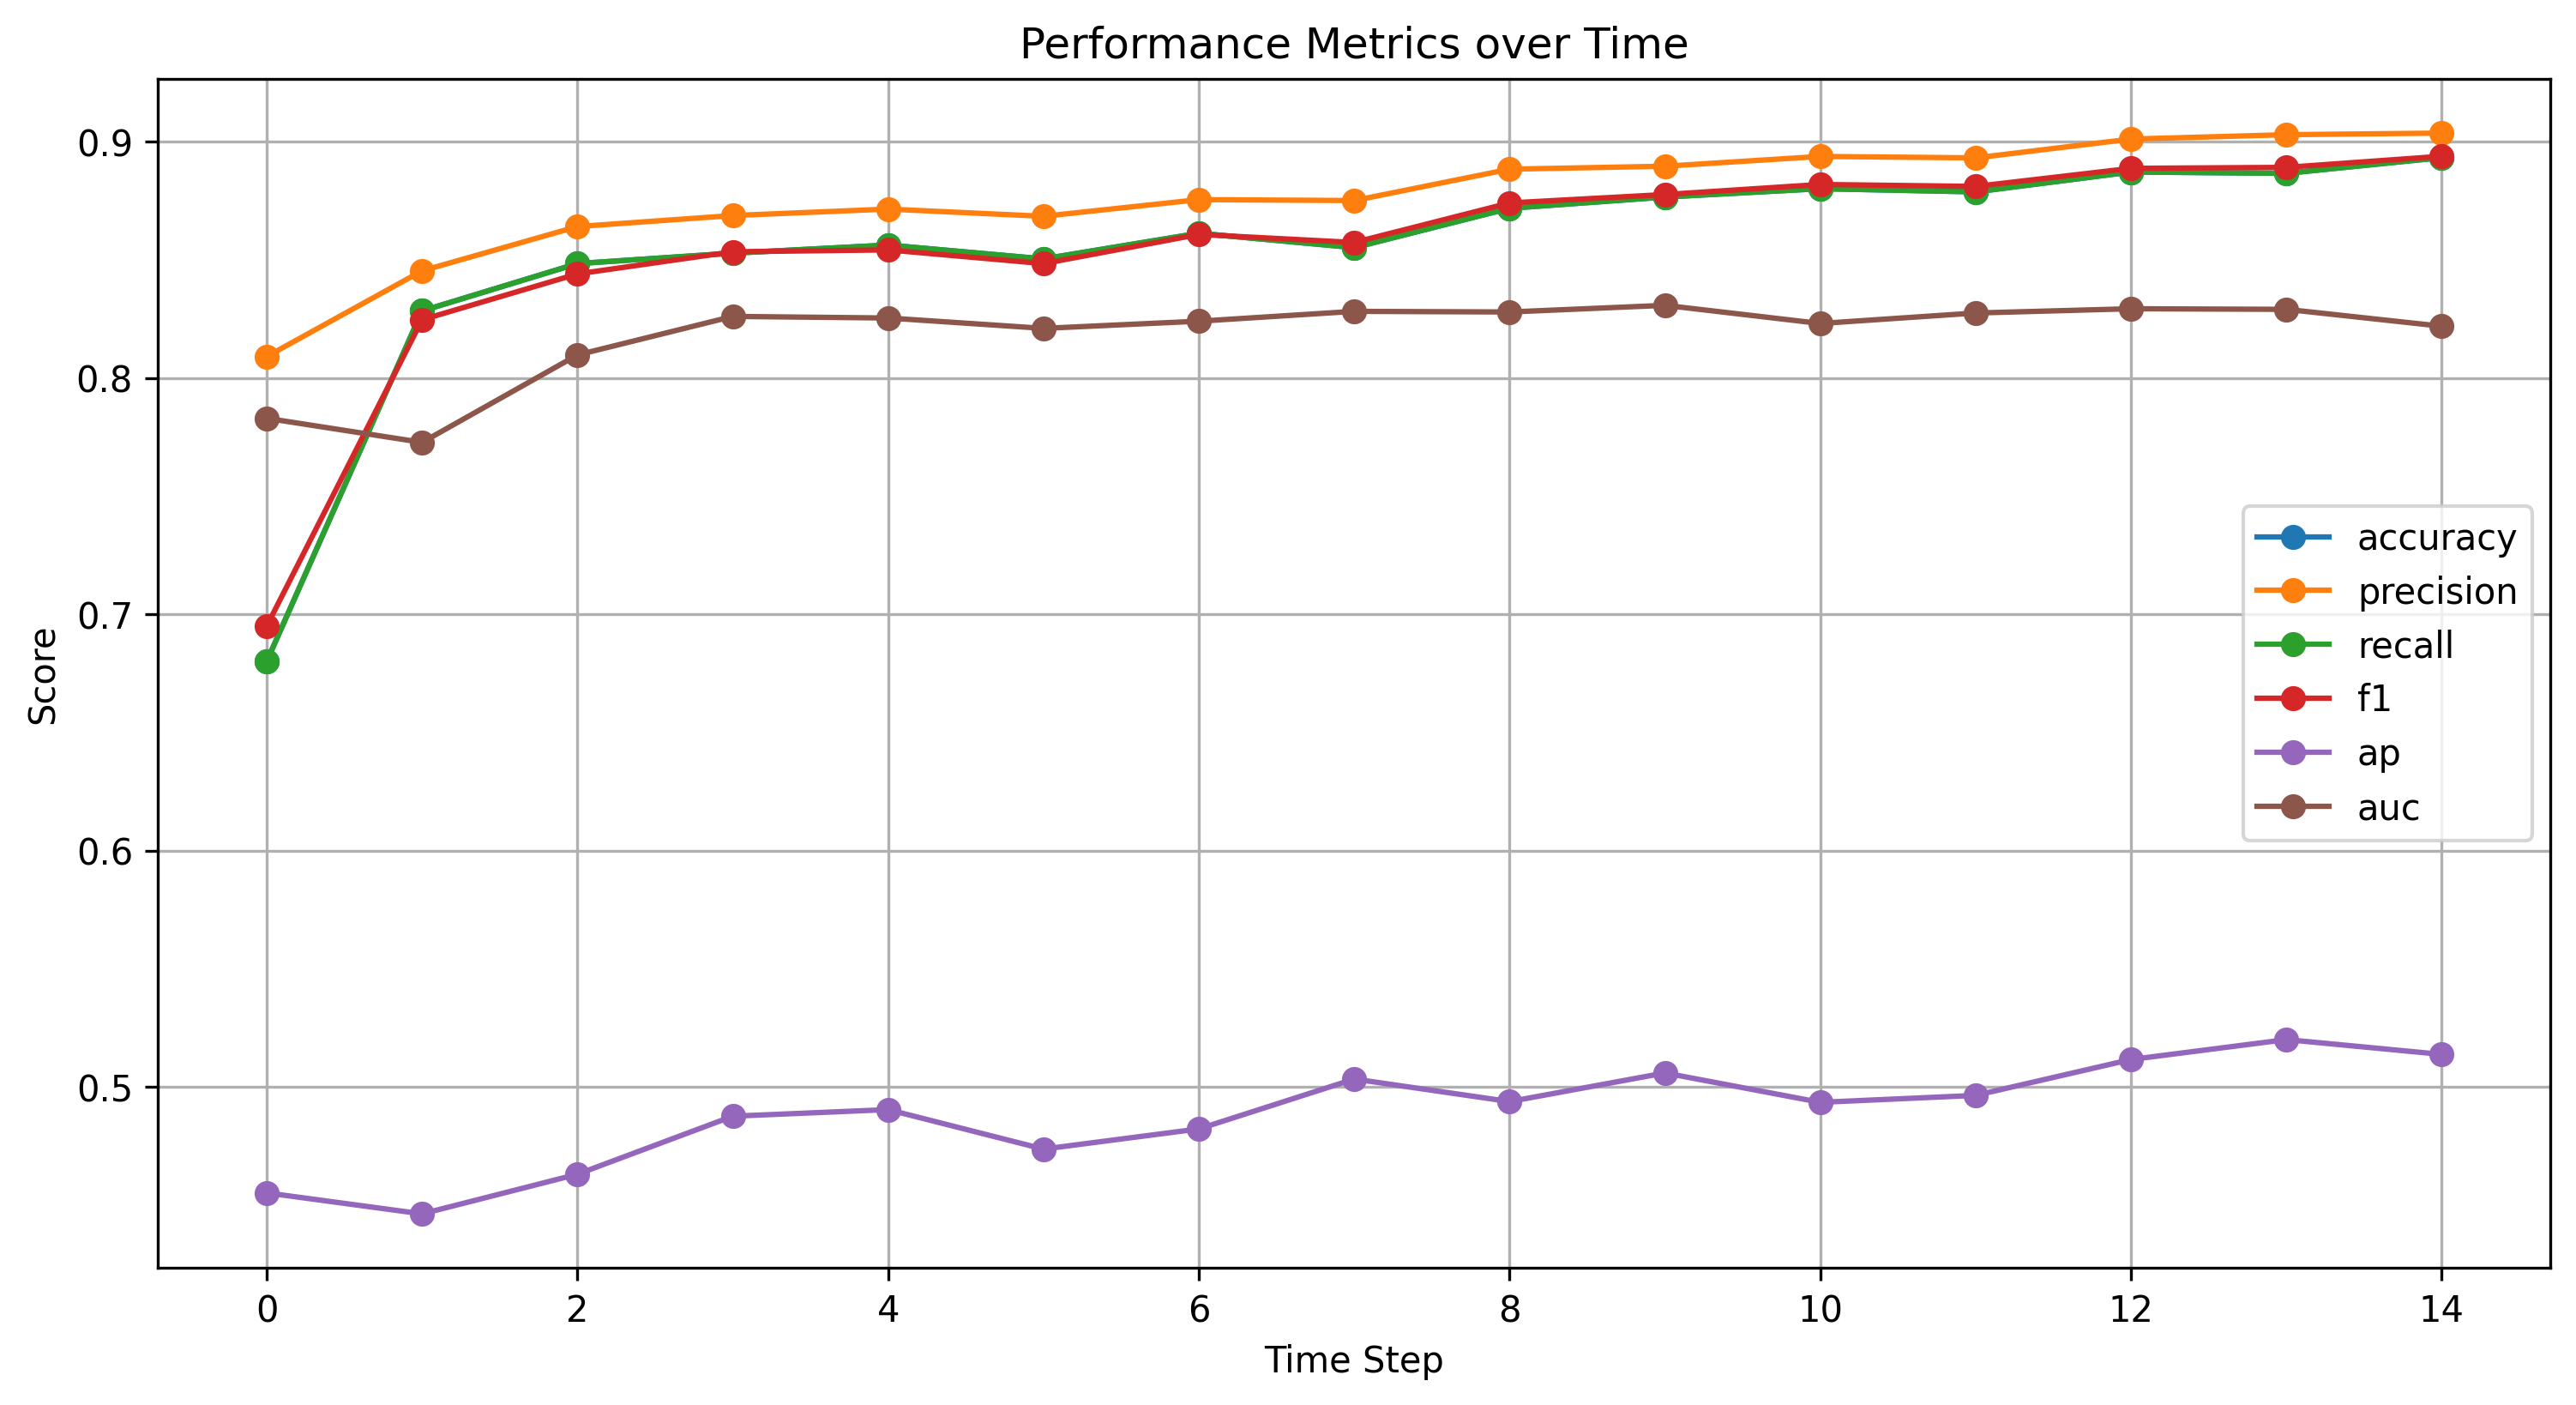 Performance Metrics over Time
Score
0.9
0.8
0.7
0.6
0.5
accuracy
precision
recall
f1
ap
auc
0 2 4 6 8 10 12 14
Time Step